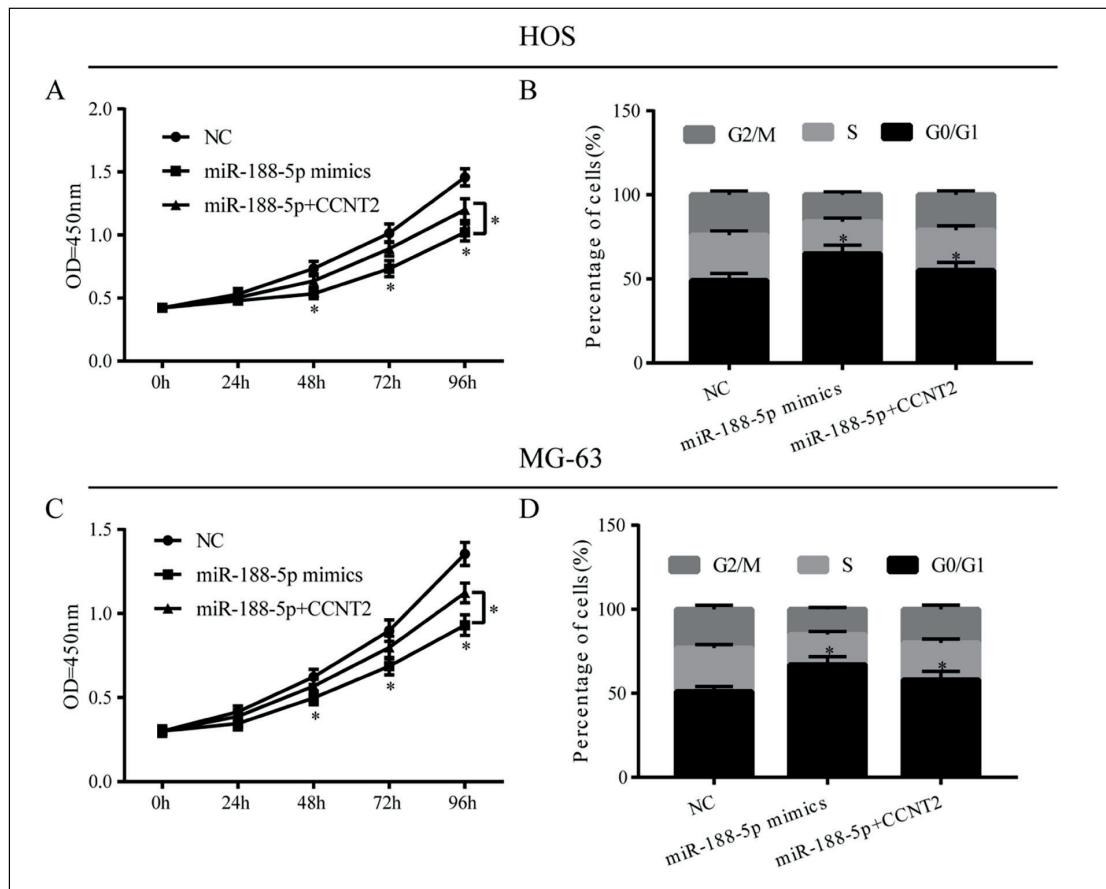 HOS
A
2.0
1.5
1.0
0.5
0.0
OD=450nm
NC
miR-188-5p mimics
miR-188-5p+CCNT2
*
*
*
*
0h 24h 48h 72h 96h
B
150
100
50
0
Percentage of cells(%)
G2/M S G0/G1
*
*
NC
miR-188-5p mimics
miR-188-5p+CCNT2
MG-63
C
1.5
1.0
0.5
0.0
OD=450nm
NC
miR-188-5p mimics
miR-188-5p+CCNT2
*
*
*
*
0h 24h 48h 72h 96h
D
150
100
50
0
Percentage of cells(%)
G2/M S G0/G1
*
*
NC
miR-188-5p mimics
miR-188-5p+CCNT2